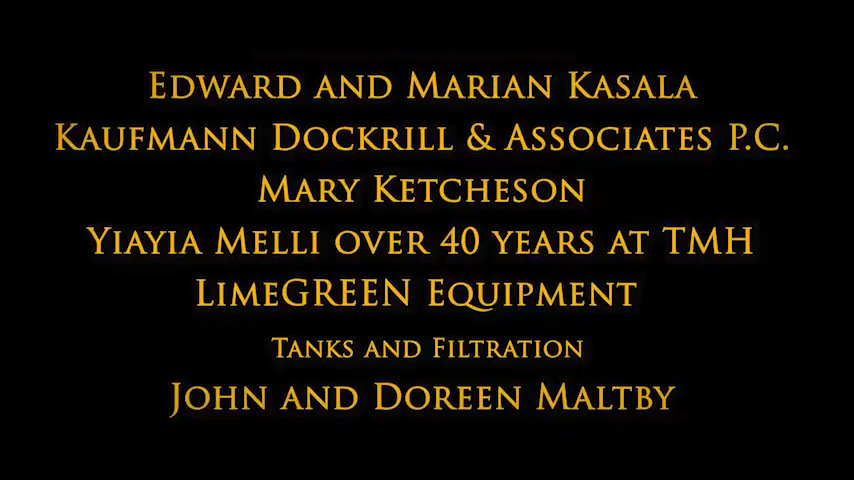 Edward and Marian Kasala
Kaufmann Dockrill & Associates P.C.
Mary Ketcheson
Yiayia Melli over 40 years at TMH
LimeGREEN Equipment
Tanks and Filtration
John and Doreen Maltby